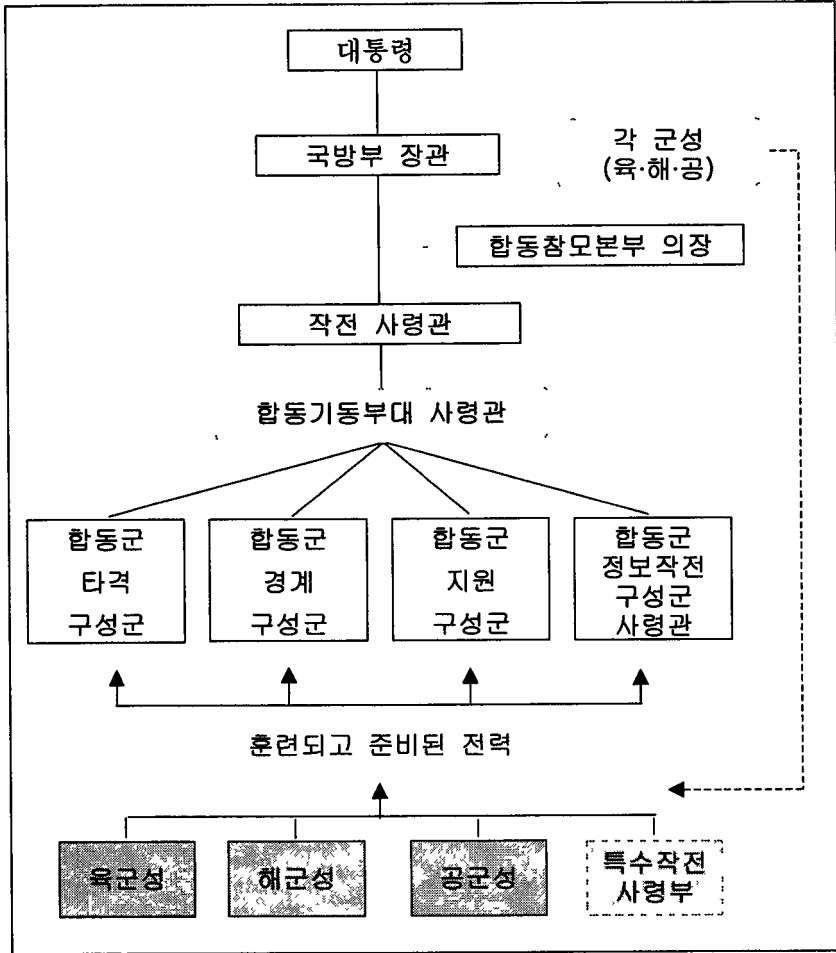 대통령
국방부 장관
각 군성
(육·해·공)
합동참모본부 의장
작전 사령관
합동기동부대 사령관
합동군
타격
구성군
합동군
경계
구성군
합동군
지원
구성군
합동군
정보작전
구성군
사령관
훈련되고 준비된 전력
육군성
해군성
공군성
특수작전
사령부